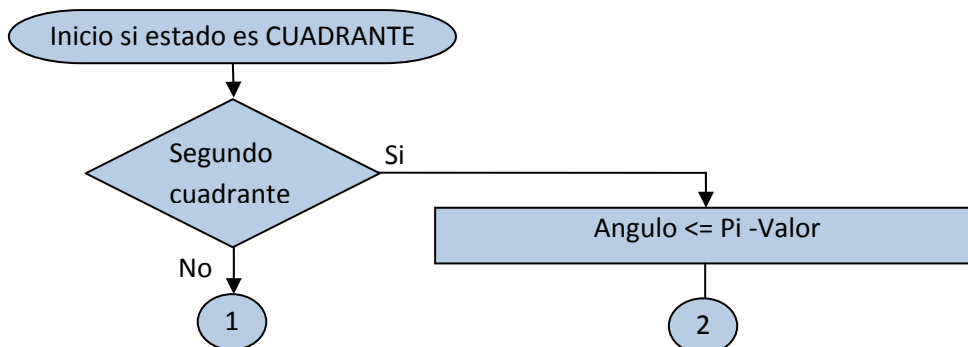 Inicio si estado es CUADRANTE
Segundo
cuadrante
Si
Angulo <= Pi -Valor
No
1
2